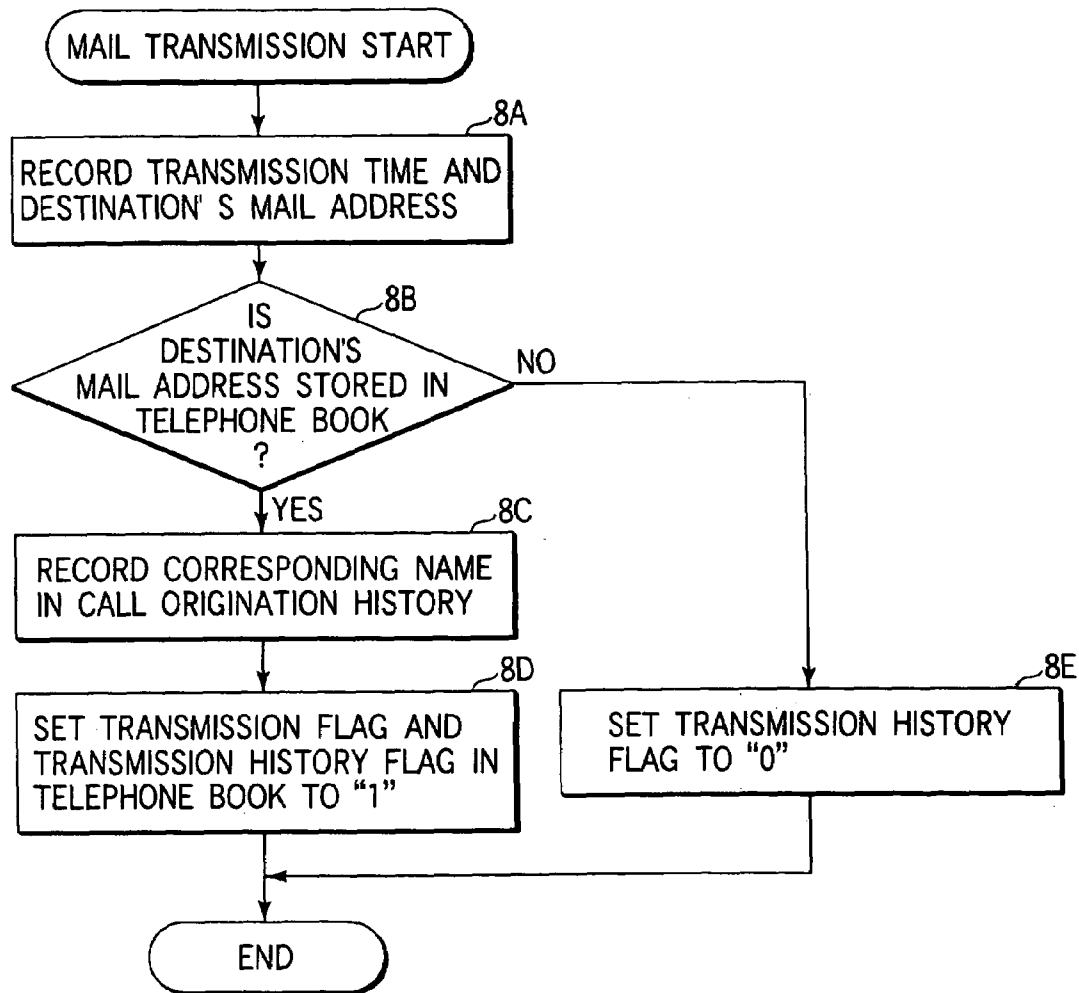 MAIL TRANSMISSION START
8A
RECORD TRANSMISSION TIME AND
DESTINATION' S MAIL ADDRESS
8B
IS
DESTINATION'S
MAIL ADDRESS STORED IN
TELEPHONE BOOK
?
NO
YES
8C
RECORD CORRESPONDING NAME
IN CALL ORIGINATION HISTORY
8D
SET TRANSMISSION FLAG AND
TRANSMISSION HISTORY FLAG IN
TELEPHONE BOOK TO “1”
8E
SET TRANSMISSION HISTORY
FLAG TO “0”
END